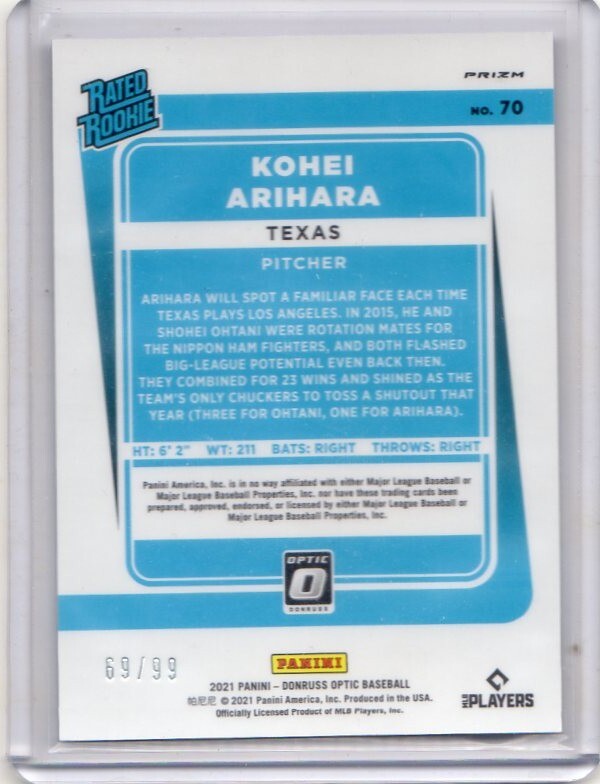 RATED
ROOKIE
PRIZM
NO. 70
KOHEI
ARIHARA
TEXAS
PITCHER
ARIHARA WILL SPOT A FAMILIAR FACE EACH TIME
TEXAS PLAYS LOS ANGELES. IN 2015, HE AND
SHOHEI OHTANI WERE ROTATION MATES FOR
THE NIPPON HAM FIGHTERS, AND BOTH FLASHED
BIG-LEAGUE POTENTIAL EVEN BACK THEN.
THEY COMBINED FOR 23 WINS AND SHINED AS THE
TEAM'S ONLY CHUCKERS TO TOSS A SHUTOUT THAT
YEAR (THREE FOR OHTANI, ONE FOR ARIHARA).
HT: 6' 2" WT: 211 BATS: RIGHT THROWS: RIGHT
Panini America, Inc. is in no way affiliated with either Major League Baseball or
Major League Baseball Properties, Inc. nor have these trading cards been
prepared, approved, endorsed, or licensed by either Major League Baseball or
Major League Baseball Properties, Inc.
OPTIC
O
DONRUSS
69/99
PANINI
2021 PANINI – DONRUSS OPTIC BASEBALL
帕尼尼 © 2021 Panini America, Inc. Produced in the USA.
Officially Licensed Product of MLB Players, Inc.
MLB PLAYERS